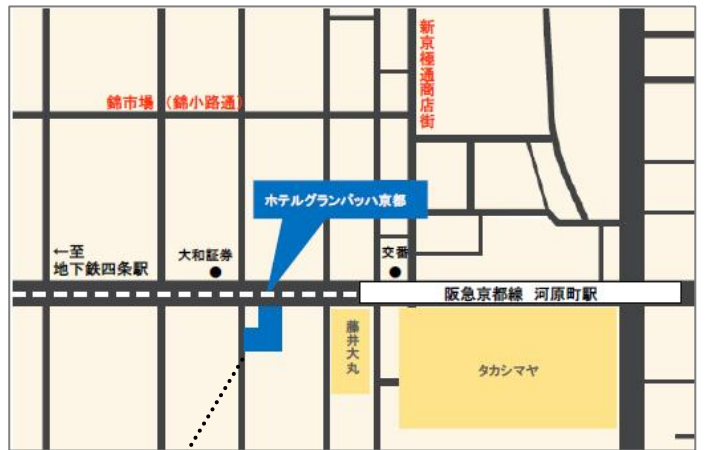 新京極通商店街
錦市場（錦小路通）
ホテルグランバッハ京都
←至
地下鉄四条駅
大和証券
交番
阪急京都線 河原町駅
藤井大丸
タカシマヤ